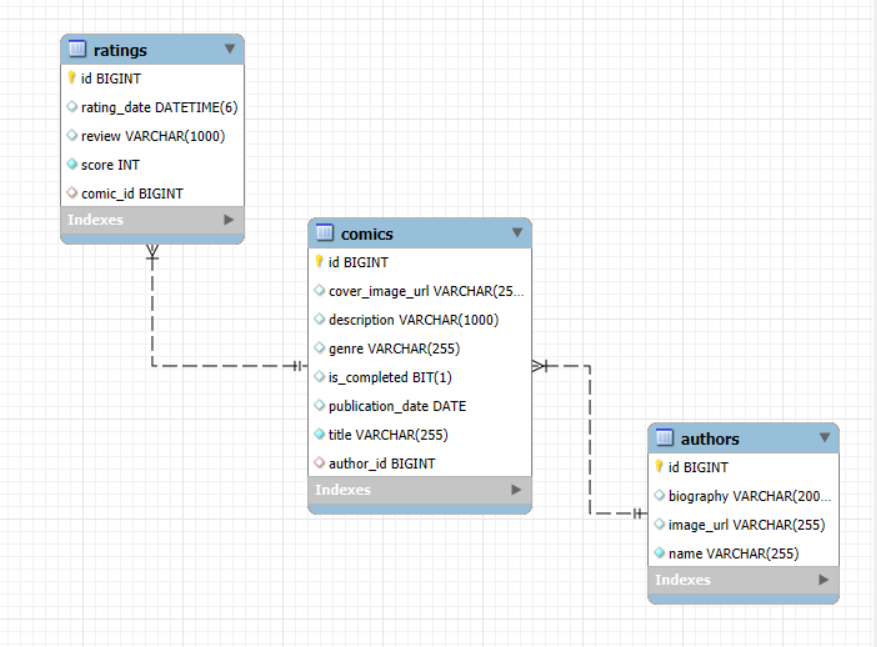 ratings
id BIGINT
rating_date DATETIME(6)
review VARCHAR(1000)
score INT
comic_id BIGINT
Indexes
comics
id BIGINT
cover_image_url VARCHAR(25...
description VARCHAR(1000)
genre VARCHAR(255)
is_completed BIT(1)
publication_date DATE
title VARCHAR(255)
author_id BIGINT
Indexes
authors
id BIGINT
biography VARCHAR(200...
image_url VARCHAR(255)
name VARCHAR(255)
Indexes